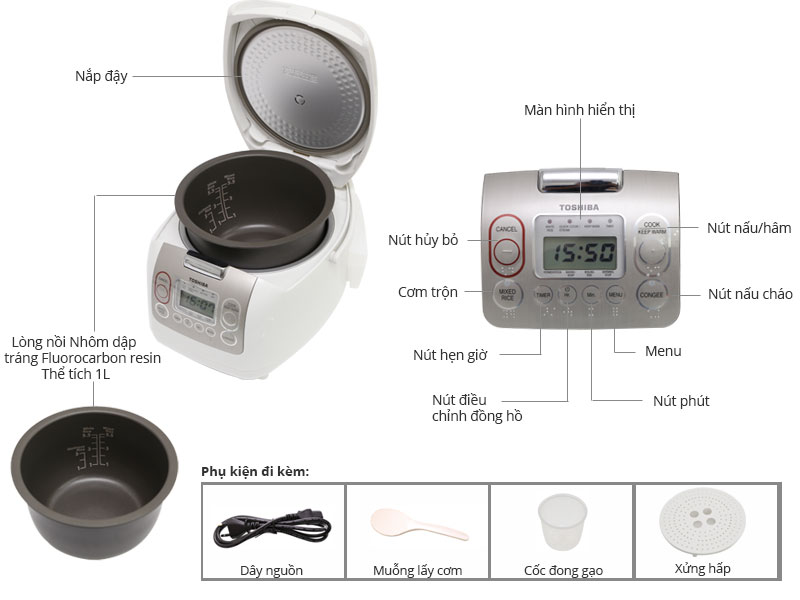 Nắp đậy
Màn hình hiển thị
TOSHIBA
CANCEL
COOK
KEEP WARM
15:50
MIXED
RICE
TIMER
HR
Min
MENU
CONGEE
Nút hủy bỏ
Nút nấu/hâm
Cơm trộn
Nút nấu cháo
Nút hẹn giờ
Menu
Nút điều
chỉnh đồng hồ
Nút phút
TOSHIBA
Lòng nồi Nhôm dập
tráng Fluorocarbon resin
Thể tích 1L
Phụ kiện đi kèm:
Dây nguồn
Muỗng lấy cơm
Cốc đong gạo
Xửng hấp